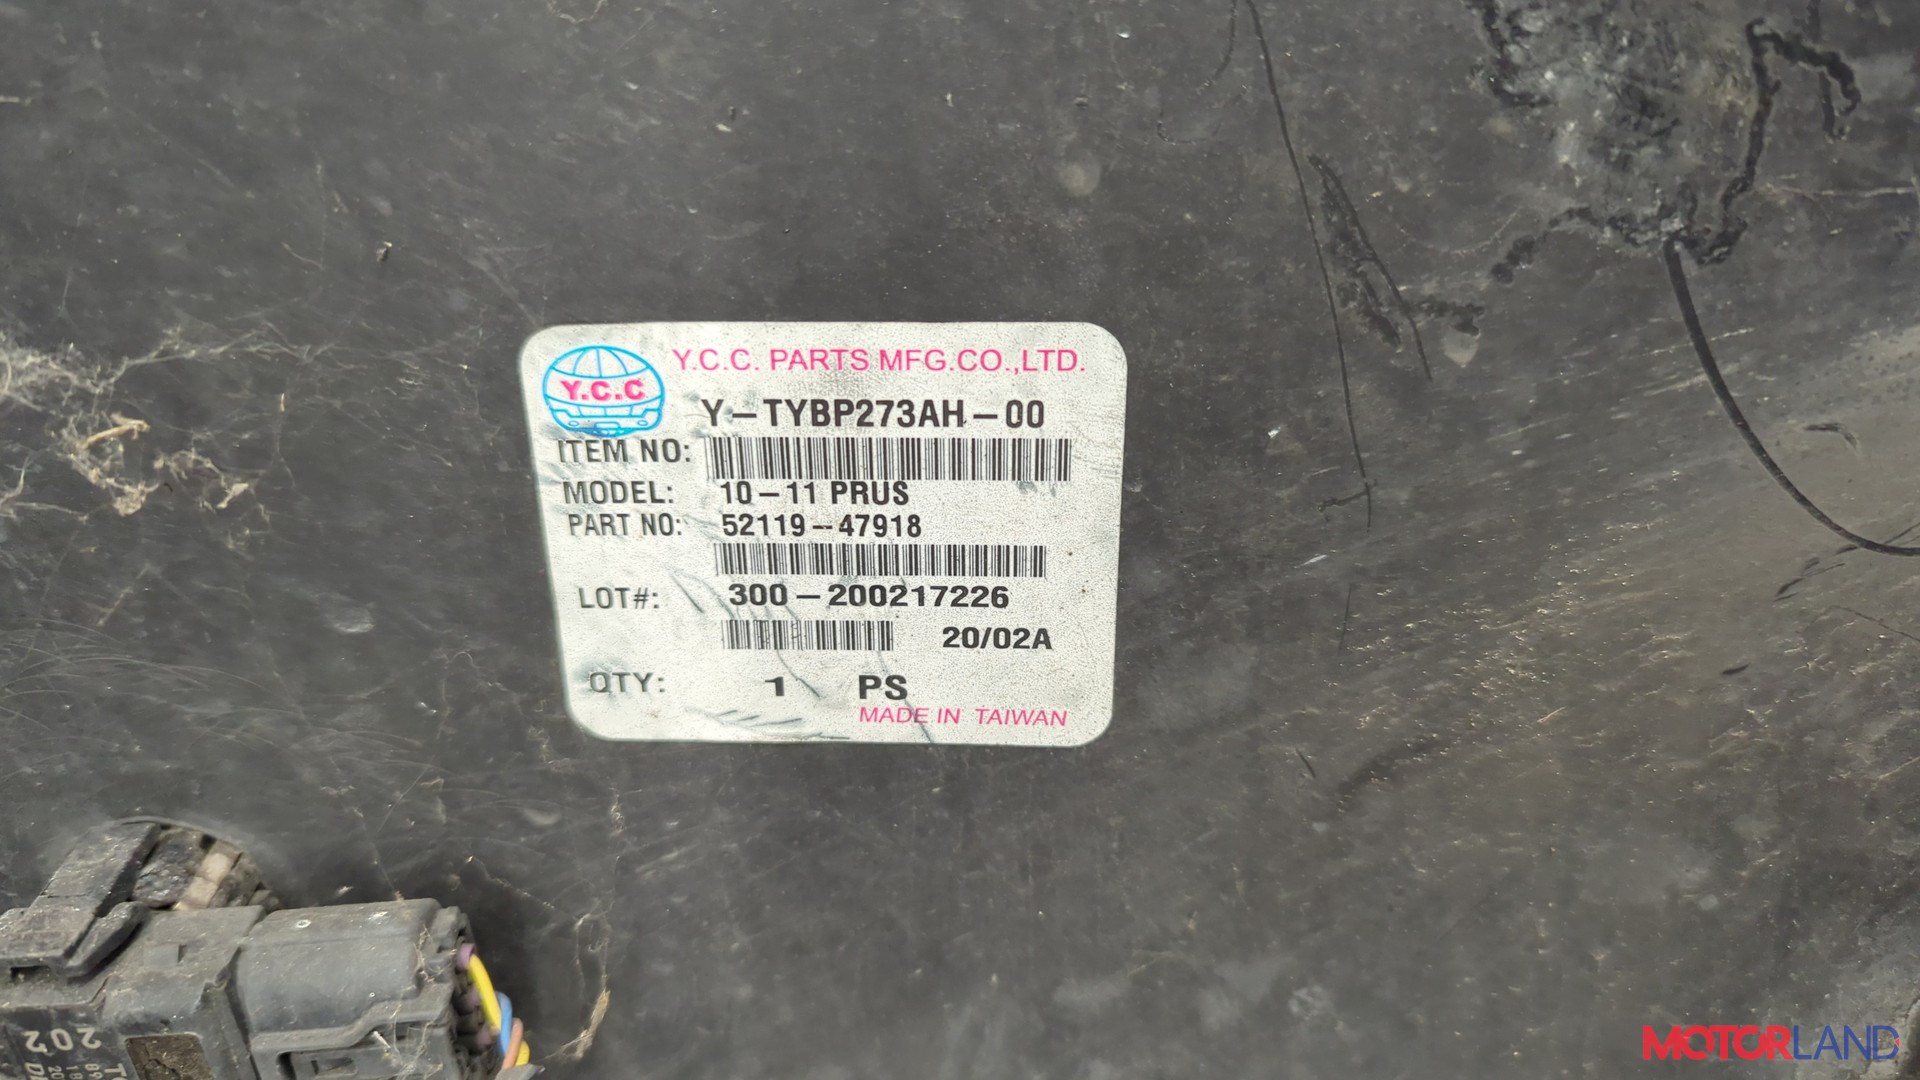 Y.C.C. PARTS MFG.CO.,LTD.
Y.C.C
Y-TYBP273AH-00
ITEM NO:
MODEL: 10-11 PRUS
PART NO: 52119-47918
LOT#: 300-200217226
20/02A
QTY: 1 PS
MADE IN TAIWAN
202
MOTORLAND